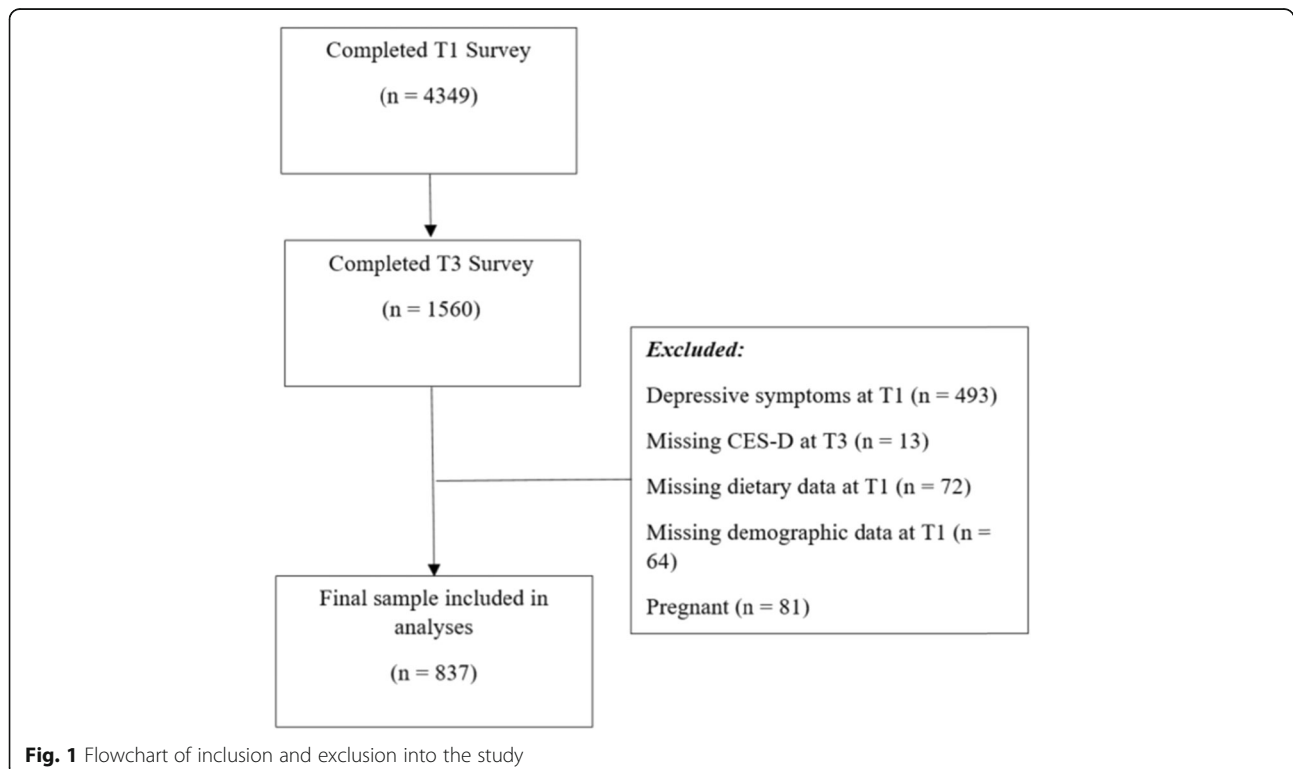 Completed T1 Survey
(n = 4349)
Completed T3 Survey
(n = 1560)
Excluded:
Depressive symptoms at T1 (n = 493)
Missing CES-D at T3 (n = 13)
Missing dietary data at T1 (n = 72)
Missing demographic data at T1 (n =
64)
Pregnant (n = 81)
Final sample included in
analyses
(n = 837)
Fig. 1 Flowchart of inclusion and exclusion into the study